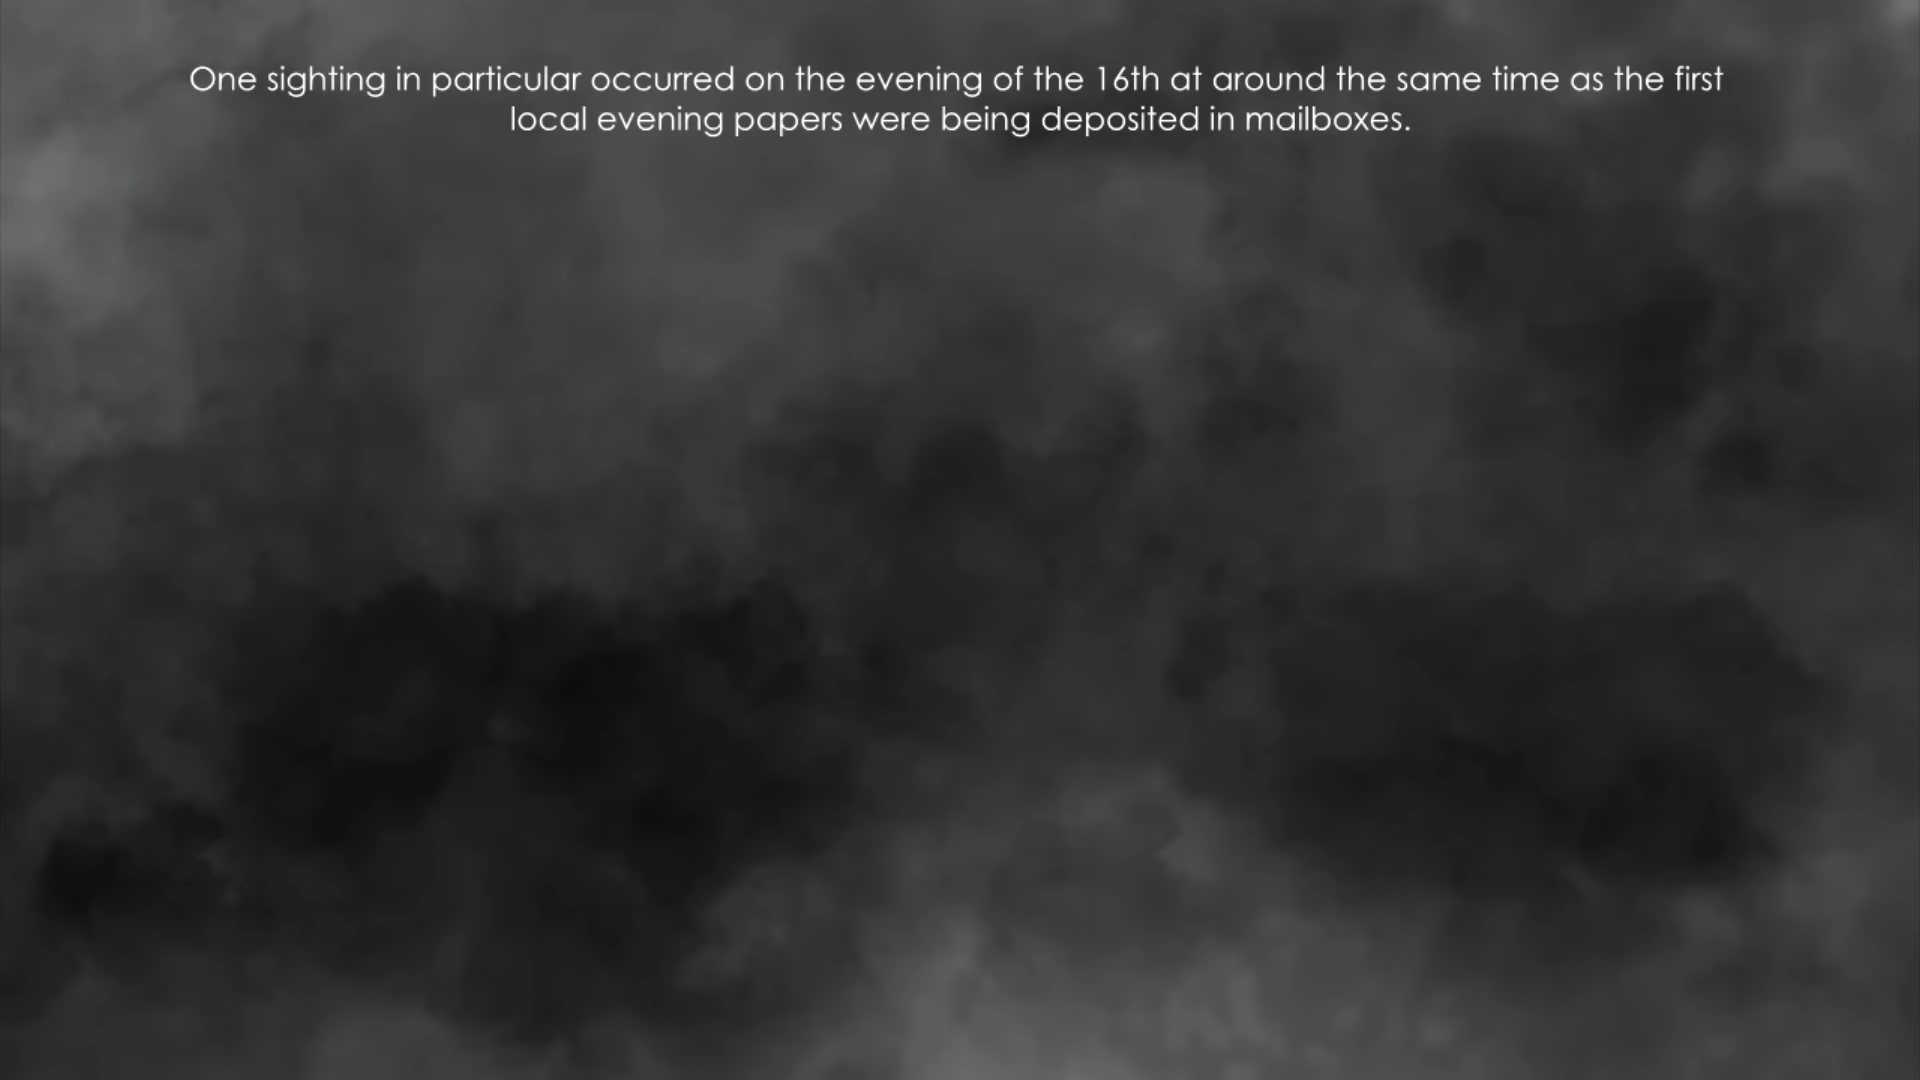 One sighting in particular occurred on the evening of the 16th at around the same time as the first
local evening papers were being deposited in mailboxes.